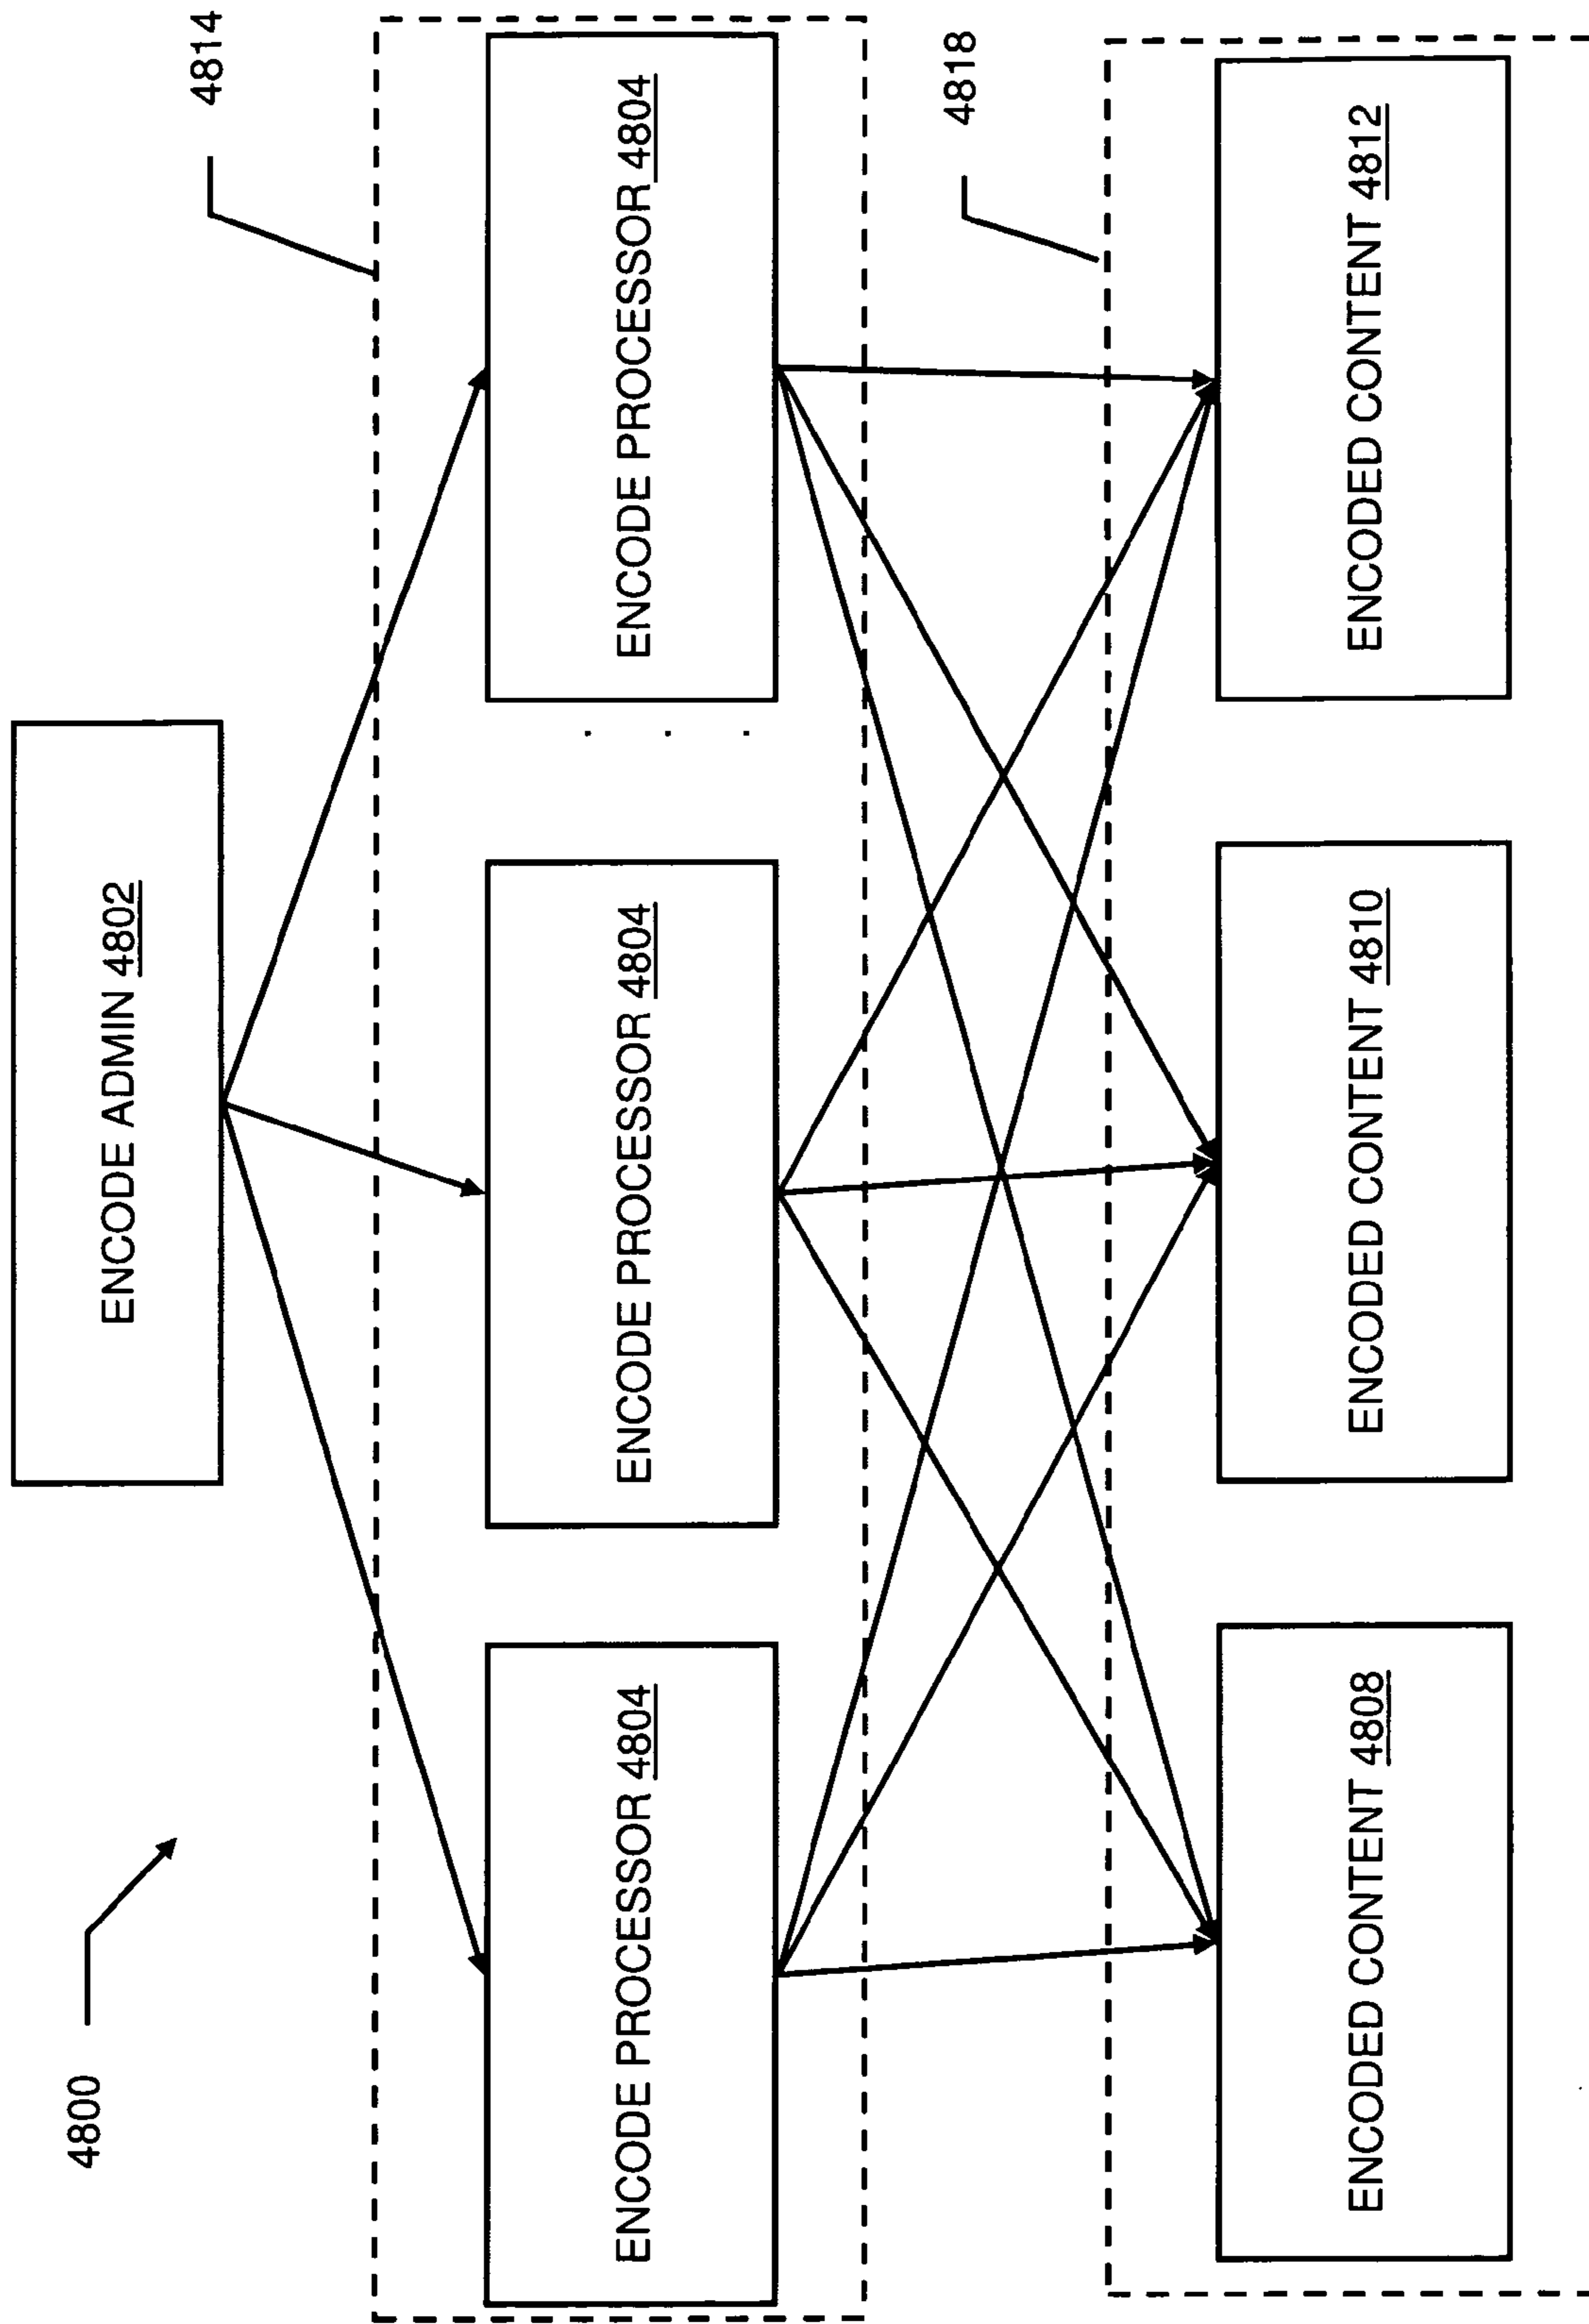 4800
ENCODE ADMIN 4802
4814
ENCODE PROCESSOR 4804
ENCODE PROCESSOR 4804
ENCODE PROCESSOR 4804
4818
ENCODED CONTENT 4808
ENCODED CONTENT 4810
ENCODED CONTENT 4812